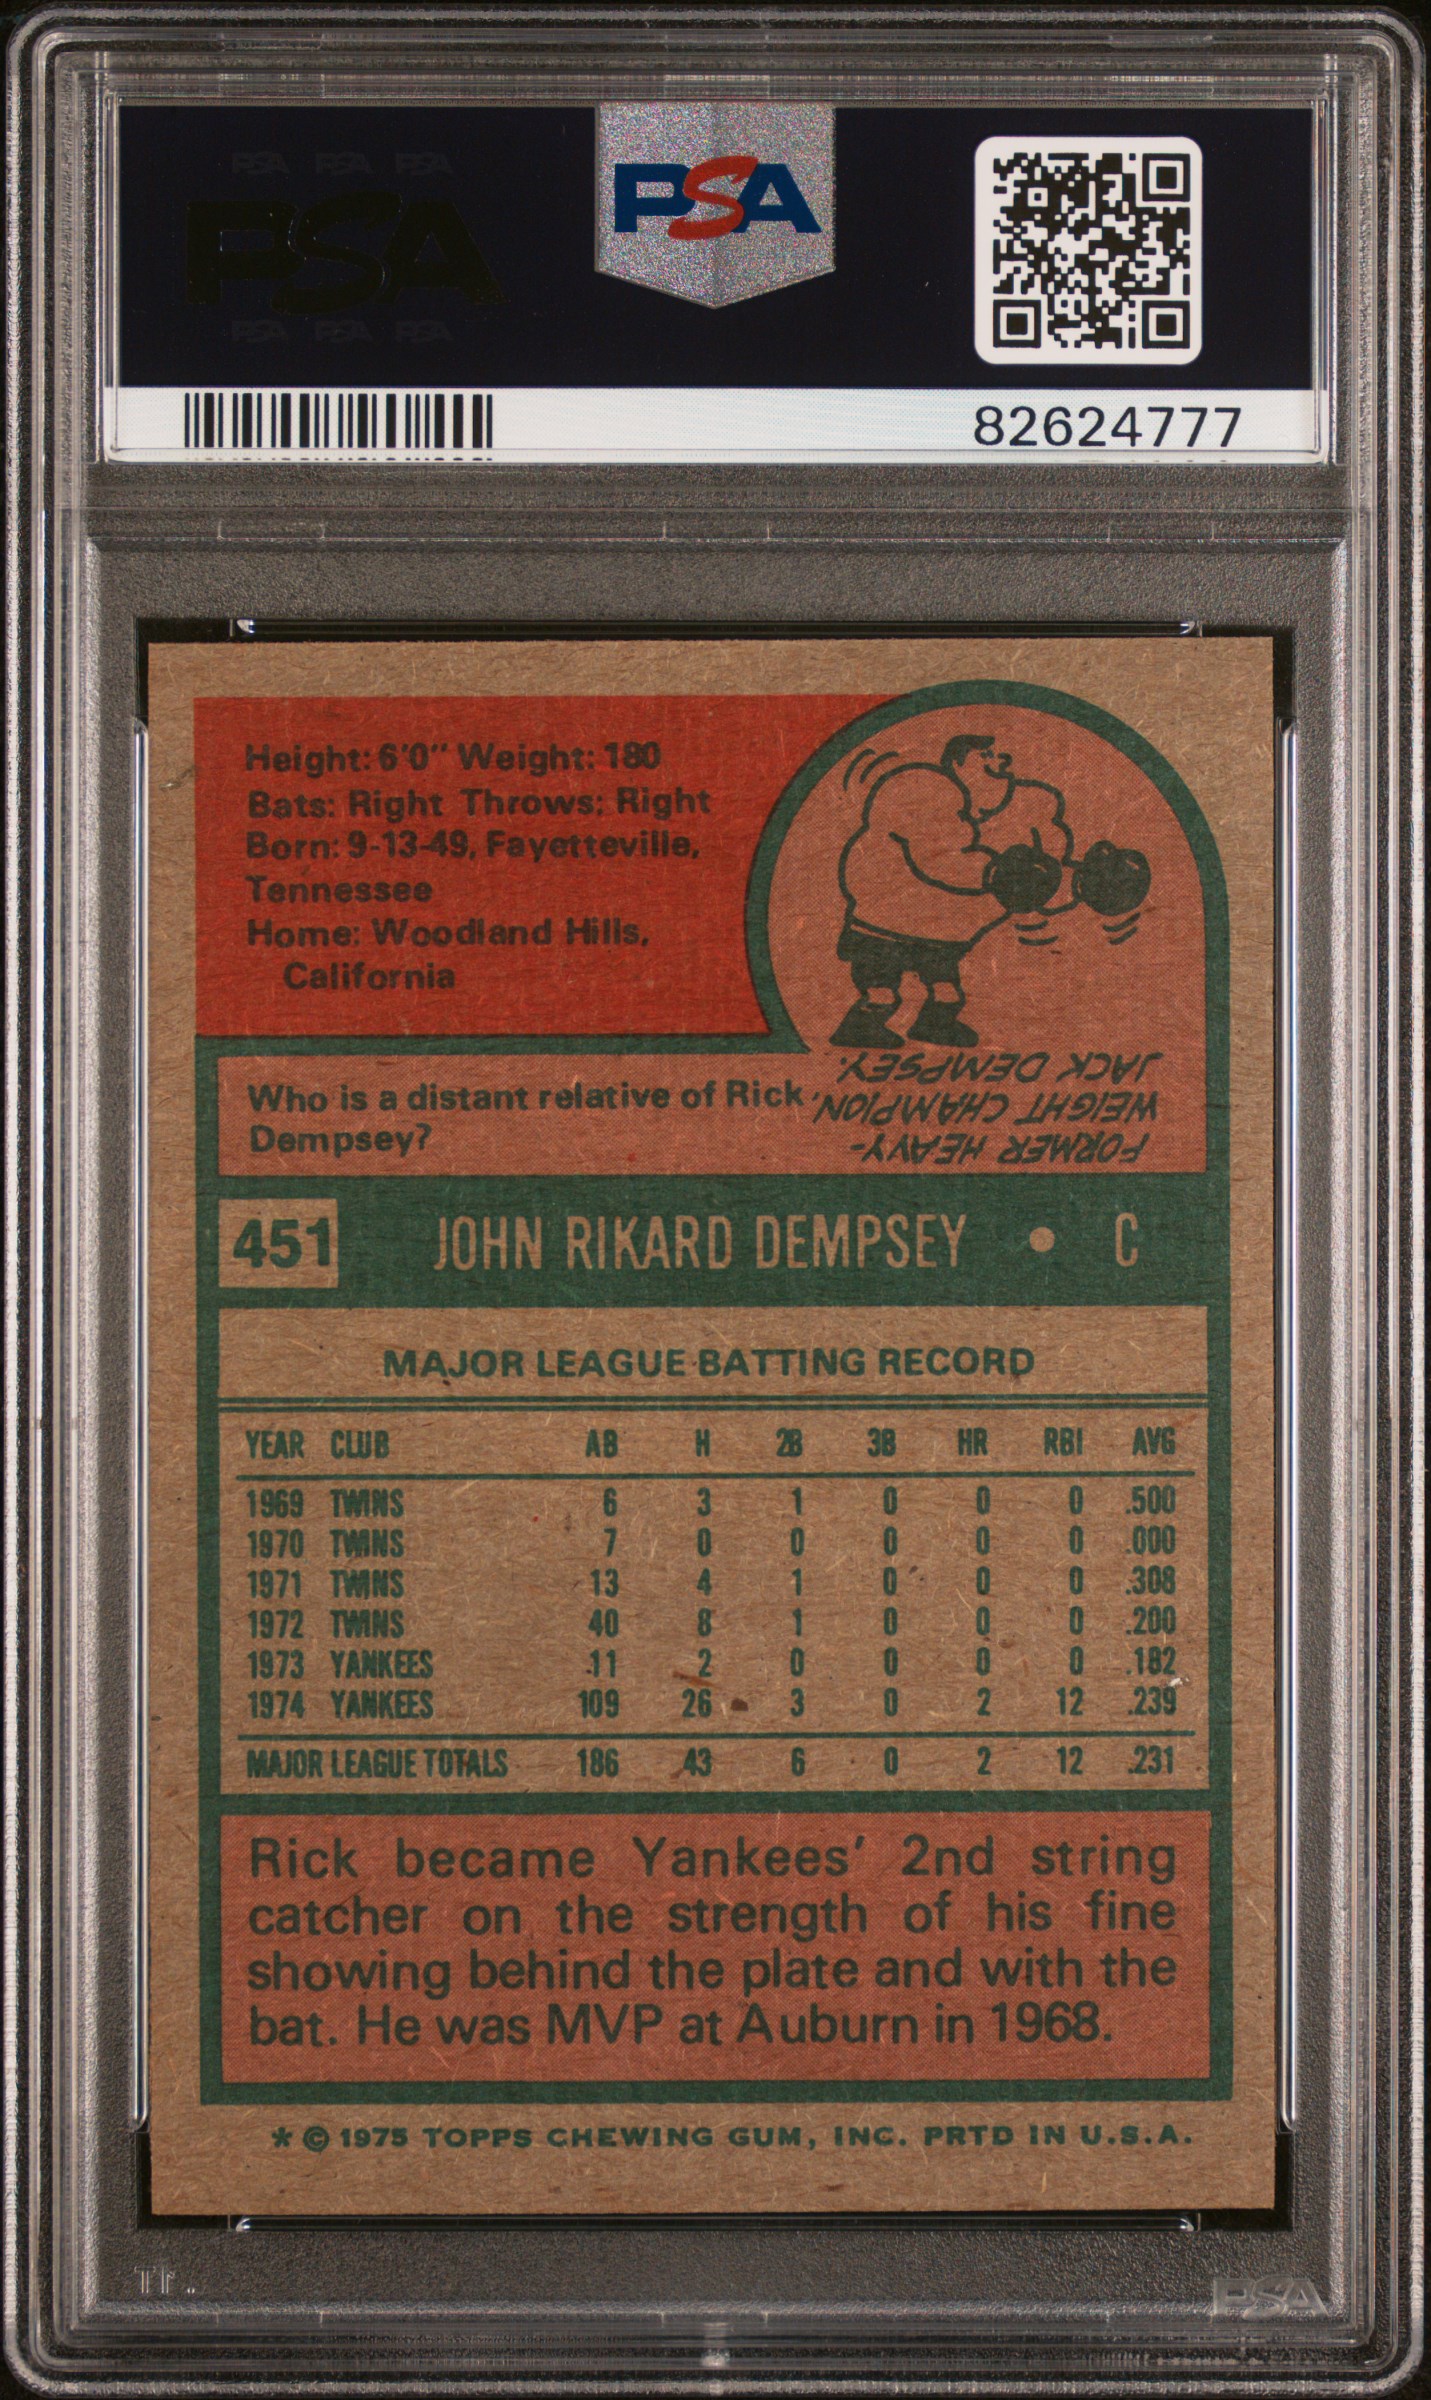 PSA PSA PSA
PSA
PSA PSA PSA
PSA
82624777
Height: 6'0" Weight: 180
Bats: Right Throws: Right
Born: 9-13-49, Fayetteville,
Tennessee
Home: Woodland Hills,
California
Who is a distant relative of Rick
Dempsey?
FORMER HEAVY-
WEIGHT CHAMPION,
JACK DEMPSEY.
451 JOHN RIKARD DEMPSEY • C
MAJOR LEAGUE BATTING RECORD
YEAR CLUB AB H 2B 3B HR RBI AVG
1969 TWINS 6 3 1 0 0 0 .500
1970 TWINS 7 0 0 0 0 0 .000
1971 TWINS 13 4 1 0 0 0 .308
1972 TWINS 40 8 1 0 0 0 .200
1973 YANKEES 11 2 0 0 0 0 .182
1974 YANKEES 109 26 3 0 2 12 .239
MAJOR LEAGUE TOTALS 186 43 6 0 2 12 .231
Rick became Yankees' 2nd string
catcher on the strength of his fine
showing behind the plate and with the
bat. He was MVP at Auburn in 1968.
* © 1975 TOPPS CHEWING GUM, INC. PRTD IN U.S.A.
PSA